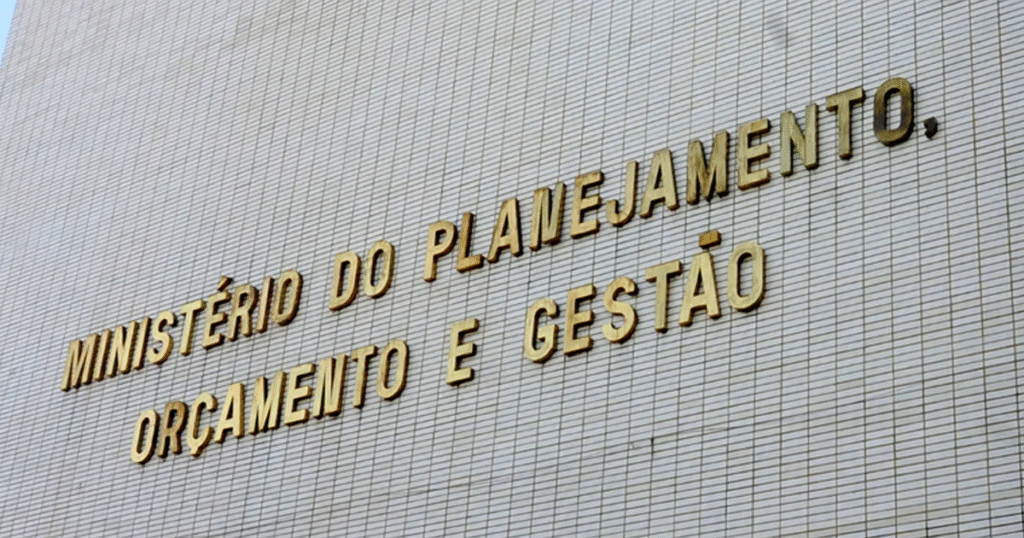 MINISTÉRIO DO PLANEJAMENTO,
ORÇAMENTO E GESTÃO